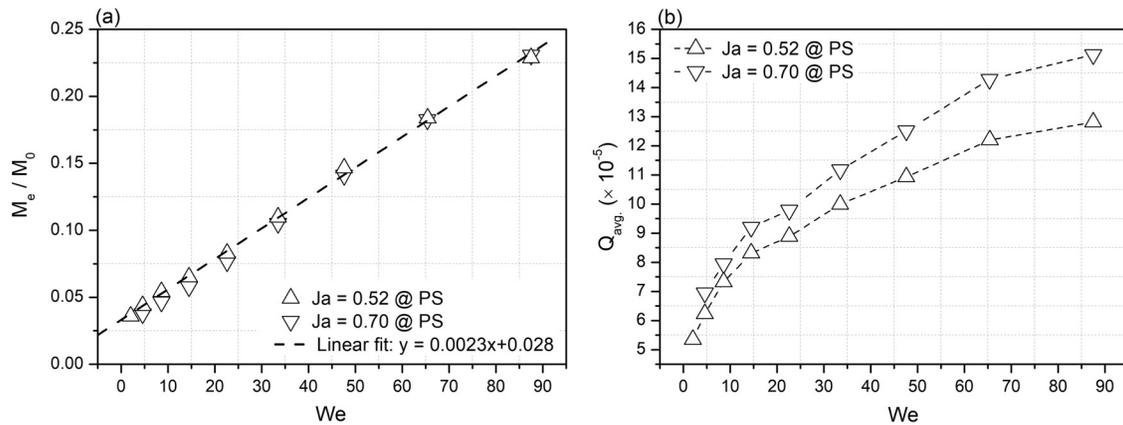 (a)
0.25
0.20
0.15
0.10
0.05
0.00
Mₑ / M₀
Ja = 0.52 @ PS
Ja = 0.70 @ PS
Linear fit: y = 0.0023x+0.028
0 10 20 30 40 50 60 70 80 90
We
(b)
16
15
14
13
12
11
10
9
8
7
6
5
Qavg. (× 10⁻⁵)
Ja = 0.52 @ PS
Ja = 0.70 @ PS
0 10 20 30 40 50 60 70 80 90
We